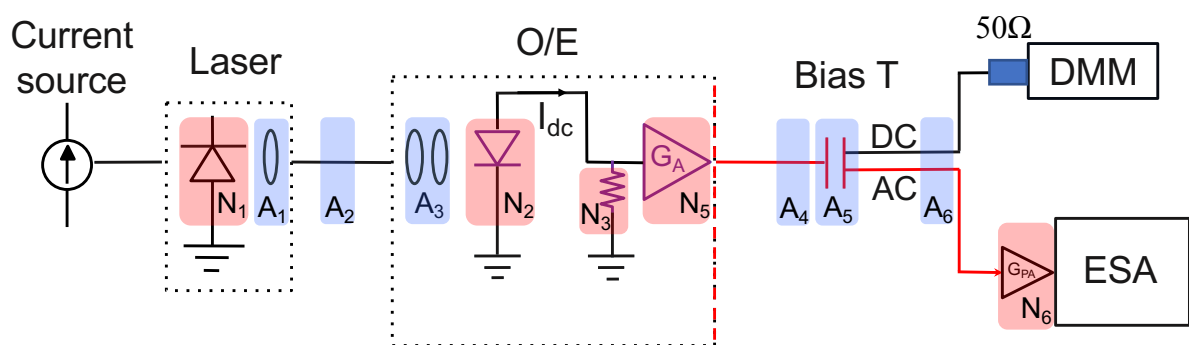 Current
source
Laser
O/E
Bias T
50Ω
DMM
I_dc
G_A
DC
AC
N_1
A_1
A_2
A_3
N_2
N_3
N_5
A_4
A_5
A_6
G_PA
ESA
N_6